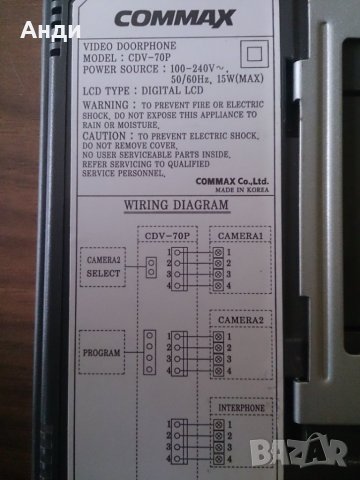 Анди
COMMAX
VIDEO DOORPHONE
MODEL : CDV-70P
POWER SOURCE : 100-240V~,
50/60Hz, 15W(MAX)
LCD TYPE : DIGITAL LCD
WARNING : TO PREVENT FIRE OR ELECTRIC
SHOCK, DO NOT EXPOSE THIS APPLIANCE TO
RAIN OR MOISTURE.
CAUTION : TO PREVENT ELECTRIC SHOCK,
DO NOT REMOVE COVER.
NO USER SERVICEABLE PARTS INSIDE.
REFER SERVICING TO QUALIFIED
SERVICE PERSONNEL.
COMMAX Co.,Ltd.
MADE IN KOREA
WIRING DIAGRAM
CDV-70P
CAMERA1
CAMERA2
SELECT
1 1
2 2
3 3
4 4
CAMERA2
PROGRAM
1 1
2 2
3 3
4 4
INTERPHONE
1 1
2 2
3 3
4 4
BAZAR